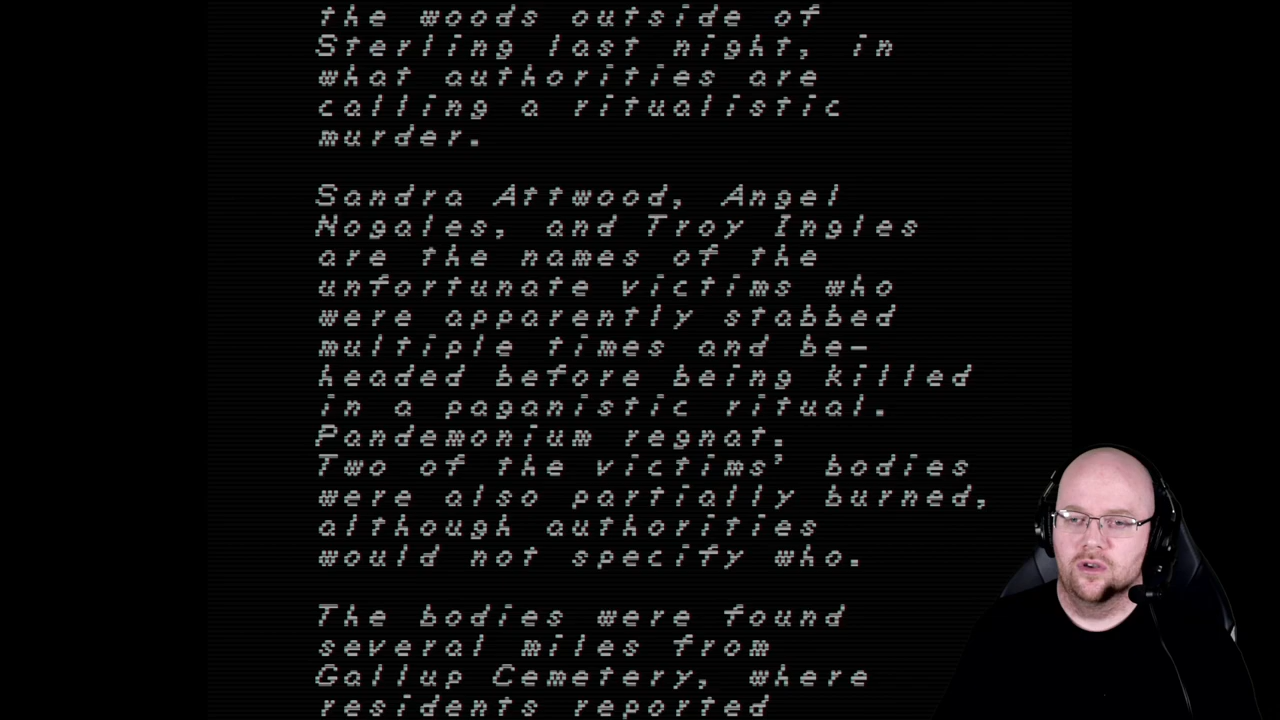 the woods outside of
Sterling last night, in
what authorities are
calling a ritualistic
murder.
Sandra Attwood, Angel
Nogales, and Troy Ingles
are the names of the
unfortunate victims who
were apparently stabbed
multiple times and be-
headed before being killed
in a paganistic ritual.
Pandemonium regnat.
Two of the victims' bodies
were also partially burned,
although authorities
would not specify who.
The bodies were found
several miles from
Gallup Cemetery, where
residents reported